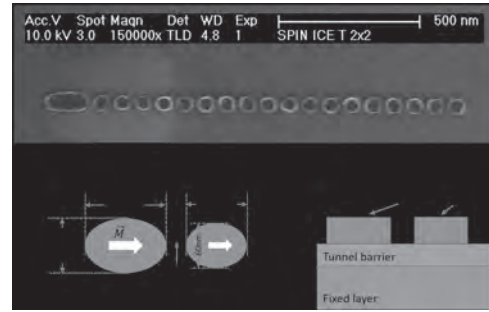 Acc.V Spot Magn Det WD Exp 500 nm
10.0 kV 3.0 150000x TLD 4.8 1 SPIN ICE T 2x2
M
Tunnel barrier
Fixed layer